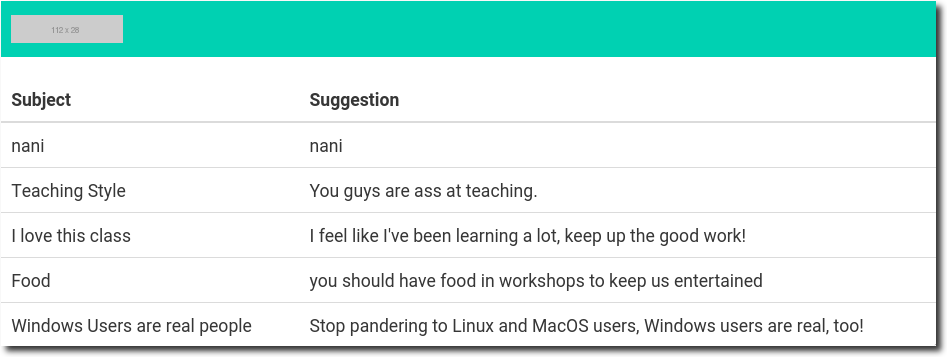 112 x 28
Subject Suggestion
nani nani
Teaching Style You guys are ass at teaching.
I love this class I feel like I've been learning a lot, keep up the good work!
Food you should have food in workshops to keep us entertained
Windows Users are real people Stop pandering to Linux and MacOS users, Windows users are real, too!